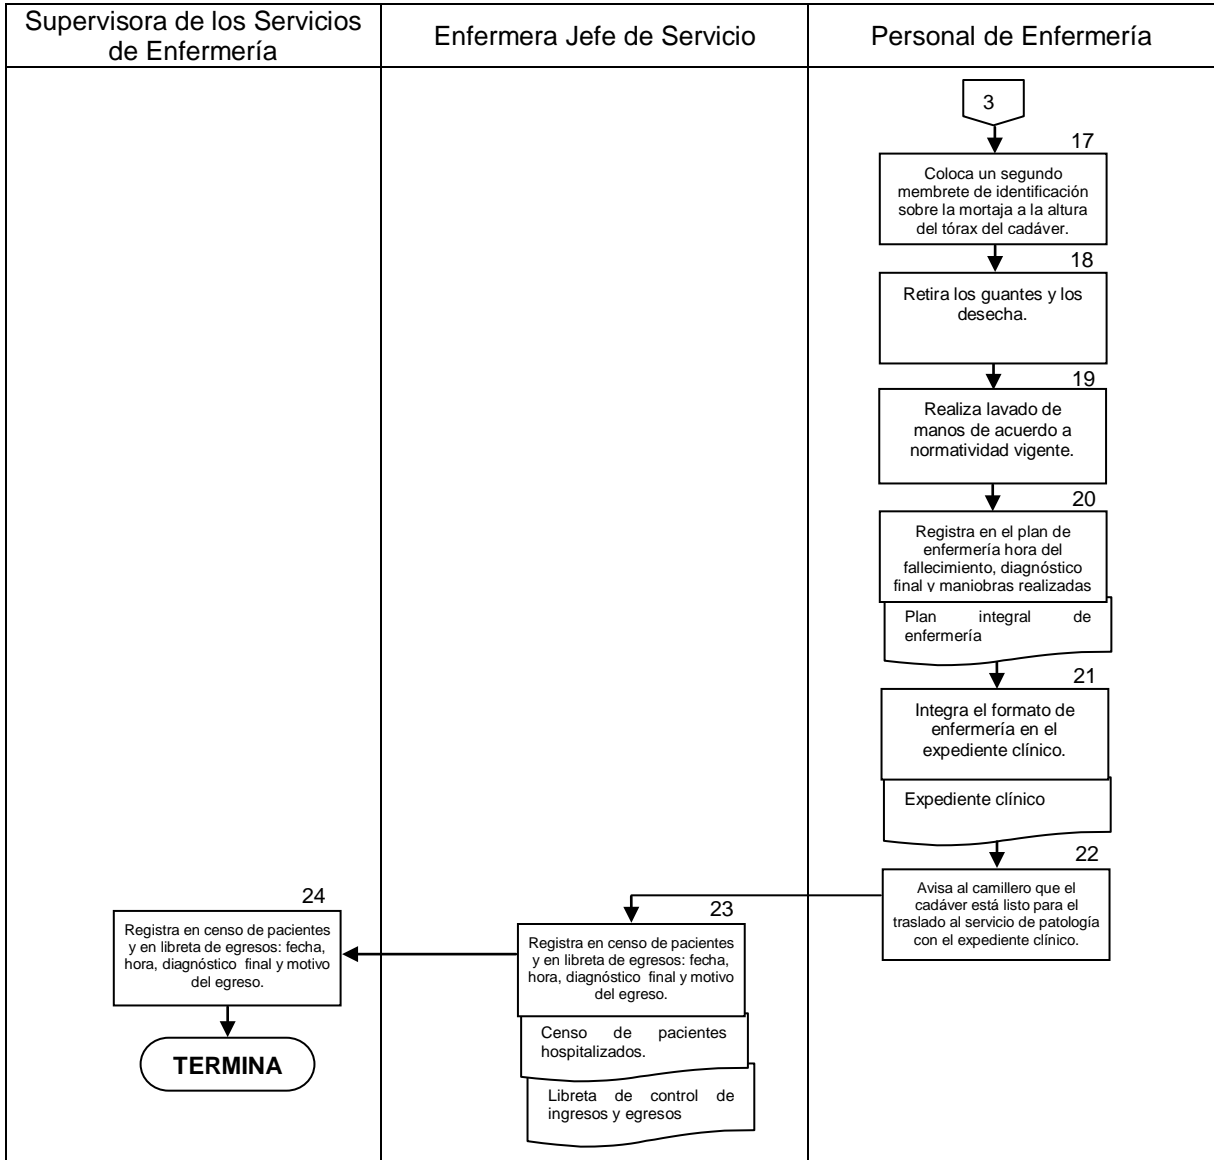 Supervisora de los Servicios
de Enfermería
Enfermera Jefe de Servicio
Personal de Enfermería
3
17
Coloca un segundo
membrete de identificación
sobre la mortaja a la altura
del tórax del cadáver.
18
Retira los guantes y los
desecha.
19
Realiza lavado de
manos de acuerdo a
normatividad vigente.
20
Registra en el plan de
enfermería hora del
fallecimiento, diagnóstico
final y maniobras realizadas
Plan integral de
enfermería
21
Integra el formato de
enfermería en el
expediente clínico.
Expediente clínico
22
Avisa al camillero que el
cadáver está listo para el
traslado al servicio de patología
con el expediente clínico.
23
Registra en censo de pacientes
y en libreta de egresos: fecha,
hora, diagnóstico final y motivo
del egreso.
Censo de pacientes
hospitalizados.
Libreta de control de
ingresos y egresos
24
Registra en censo de pacientes
y en libreta de egresos: fecha,
hora, diagnóstico final y motivo
del egreso.
TERMINA